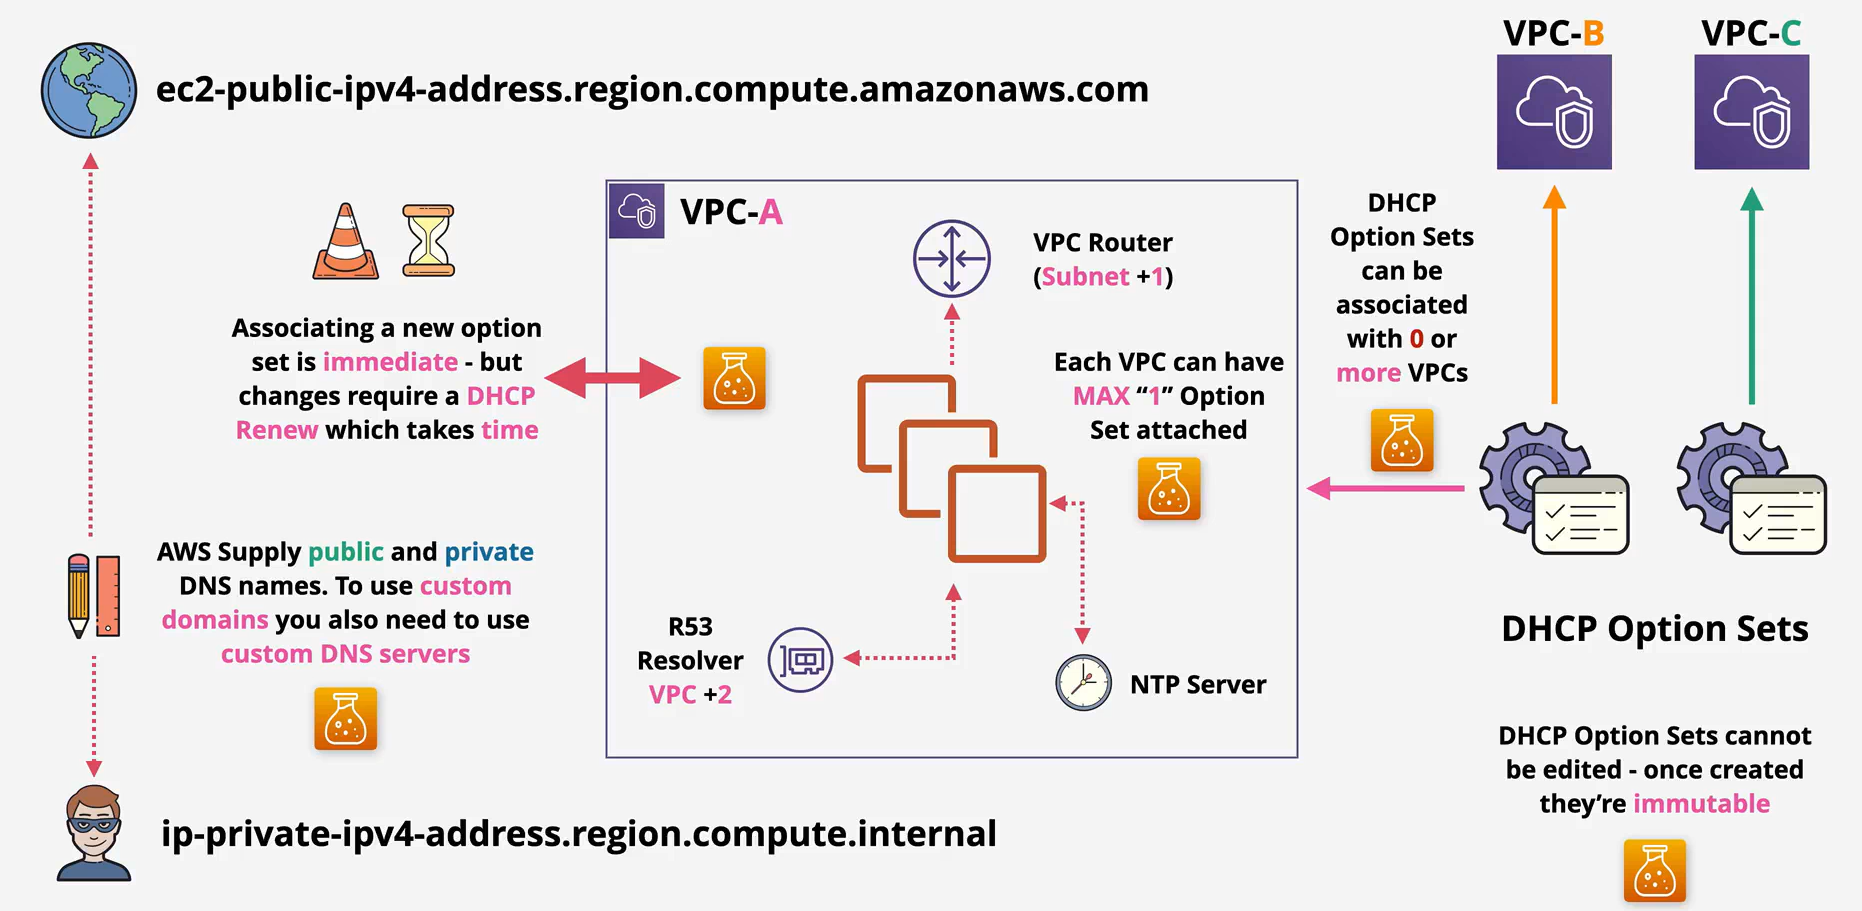 ec2-public-ipv4-address.region.compute.amazonaws.com
Associating a new option
set is immediate - but
changes require a DHCP
Renew which takes time
AWS Supply public and private
DNS names. To use custom
domains you also need to use
custom DNS servers
ip-private-ipv4-address.region.compute.internal
VPC-A
VPC Router
(Subnet +1)
Each VPC can have
MAX “1” Option
Set attached
R53
Resolver
VPC +2
NTP Server
DHCP
Option Sets
can be
associated
with 0 or
more VPCs
VPC-B
VPC-C
DHCP Option Sets
DHCP Option Sets cannot
be edited - once created
they’re immutable